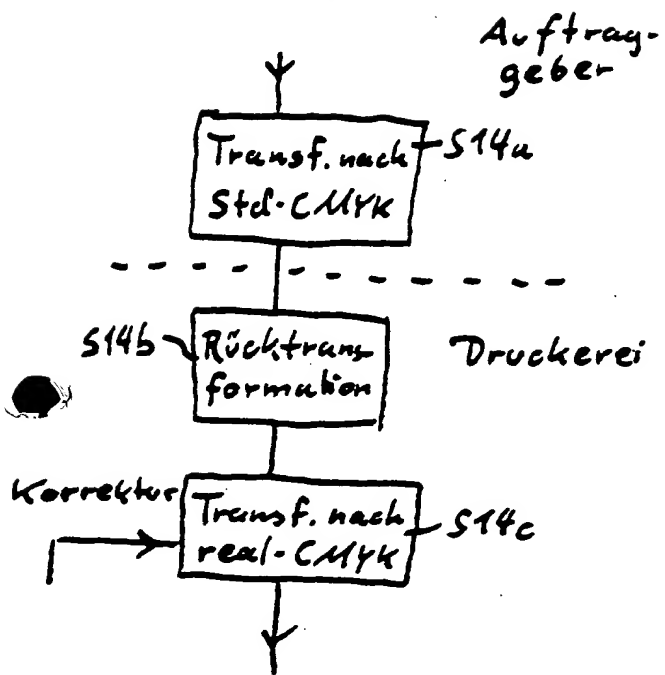 Auftrag-
geber
Transf. nach
Std-CMYK
S14a
S14b
Rücktrans-
formation
Druckerei
Korrektur
Transf. nach
real-CMYK
S14c